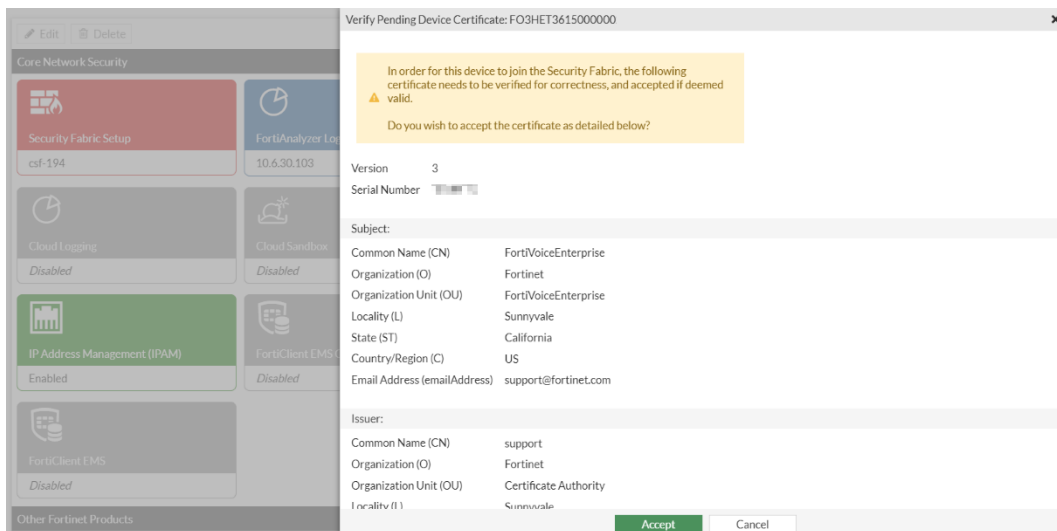 Verify Pending Device Certificate: FO3HET3615000000
Edit Delete
Core Network Security
Security Fabric Setup
csf-194
FortiAnalyzer Log
10.6.30.103
Cloud Logging
Disabled
Cloud Sandbox
Disabled
IP Address Management (IPAM)
Enabled
FortiClient EMS
Disabled
FortiClient EMS
Disabled
Other Fortinet Products
In order for this device to join the Security Fabric, the following
certificate needs to be verified for correctness, and accepted if deemed
valid.
Do you wish to accept the certificate as detailed below?
Version 3
Serial Number
Subject:
Common Name (CN) FortiVoiceEnterprise
Organization (O) Fortinet
Organization Unit (OU) FortiVoiceEnterprise
Locality (L) Sunnyvale
State (ST) California
Country/Region (C) US
Email Address (emailAddress) support@fortinet.com
Issuer:
Common Name (CN) support
Organization (O) Fortinet
Organization Unit (OU) Certificate Authority
Locality (L) Sunnyvale
Accept Cancel